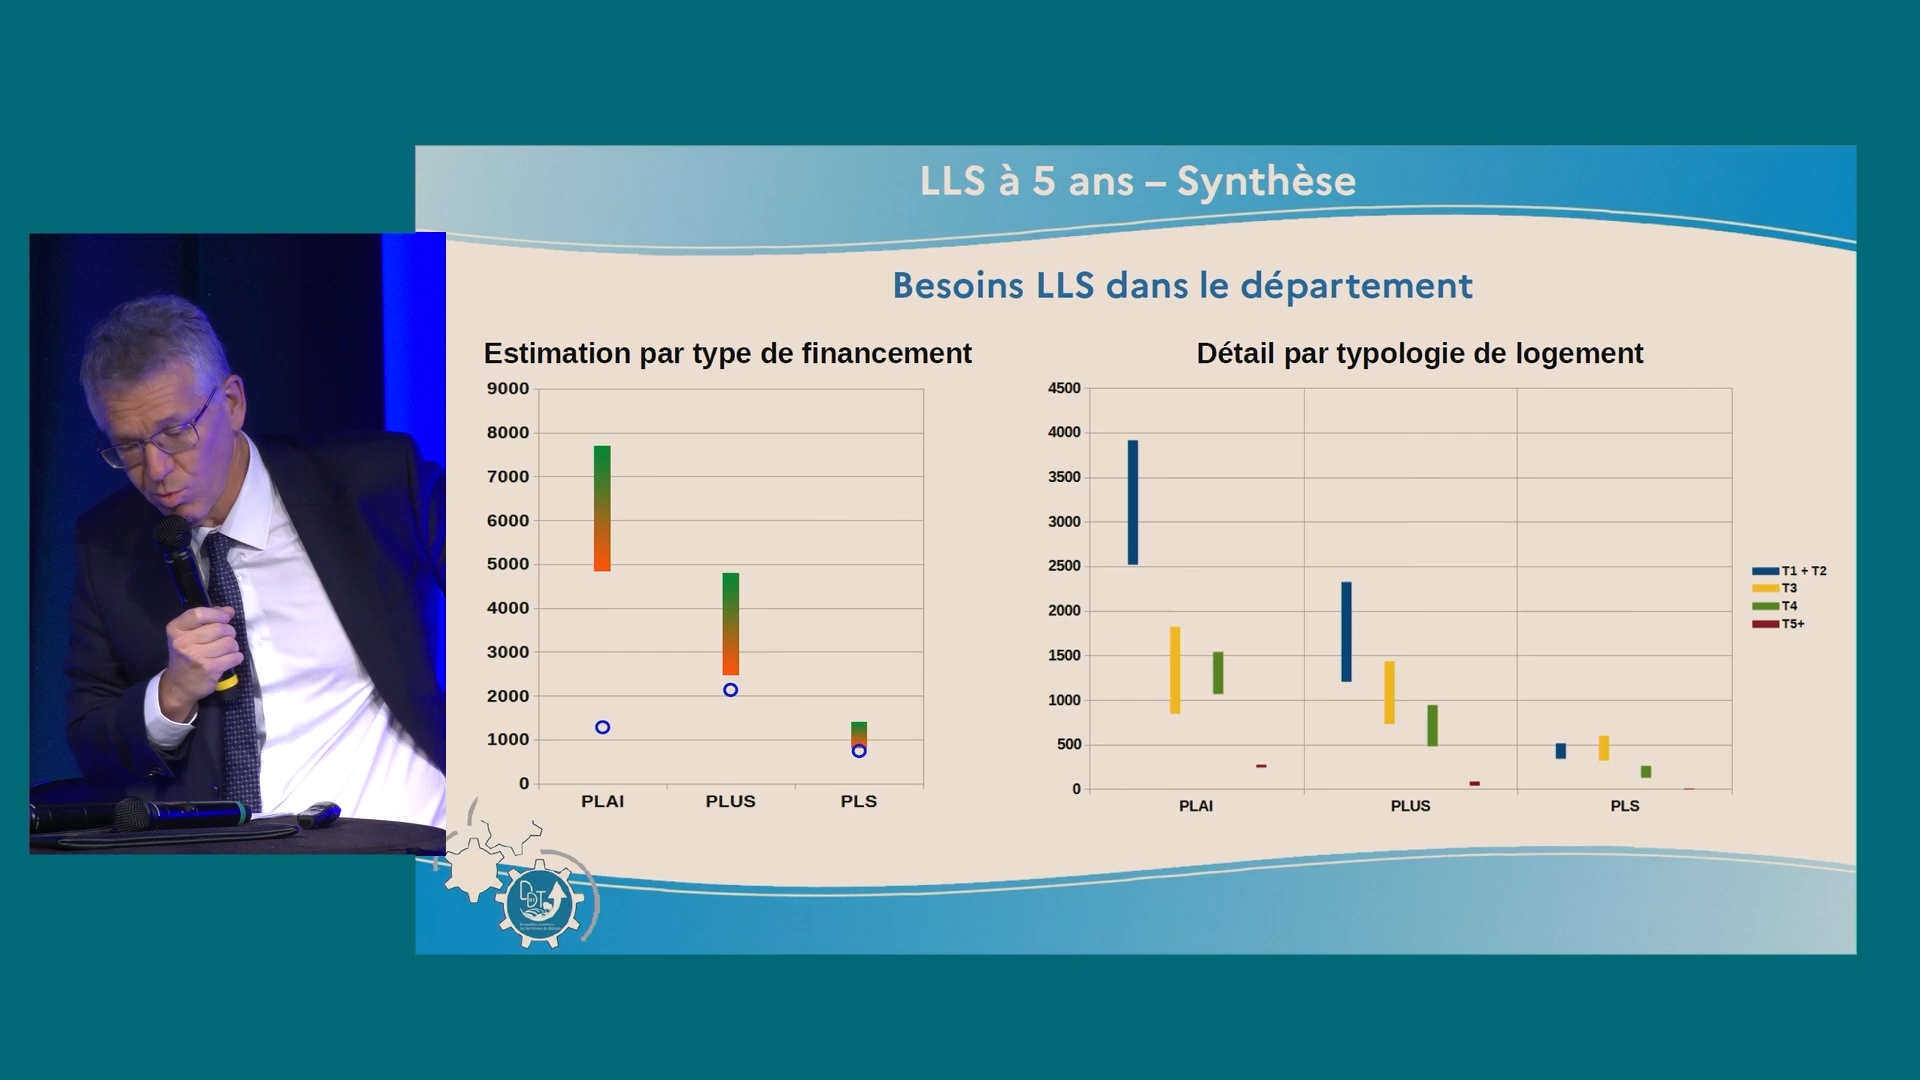 LLS à 5 ans – Synthèse
Besoins LLS dans le département
Estimation par type de financement
9000
8000
7000
6000
5000
4000
3000
2000
1000
0
PLAI PLUS PLS
Détail par typologie de logement
4500
4000
3500
3000
2500
2000
1500
1000
500
0
PLAI PLUS PLS
T1 + T2
T3
T4
T5+
DDT